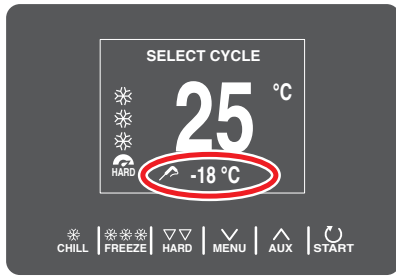 SELECT CYCLE
25 °C
HARD
-18 °C
CHILL
FREEZE
HARD
MENU
AUX
START